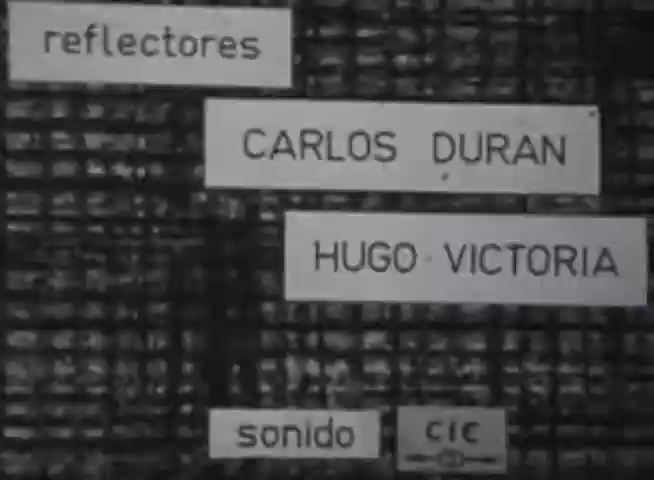 reflectores
CARLOS DURAN
HUGO VICTORIA
sonido
CIC